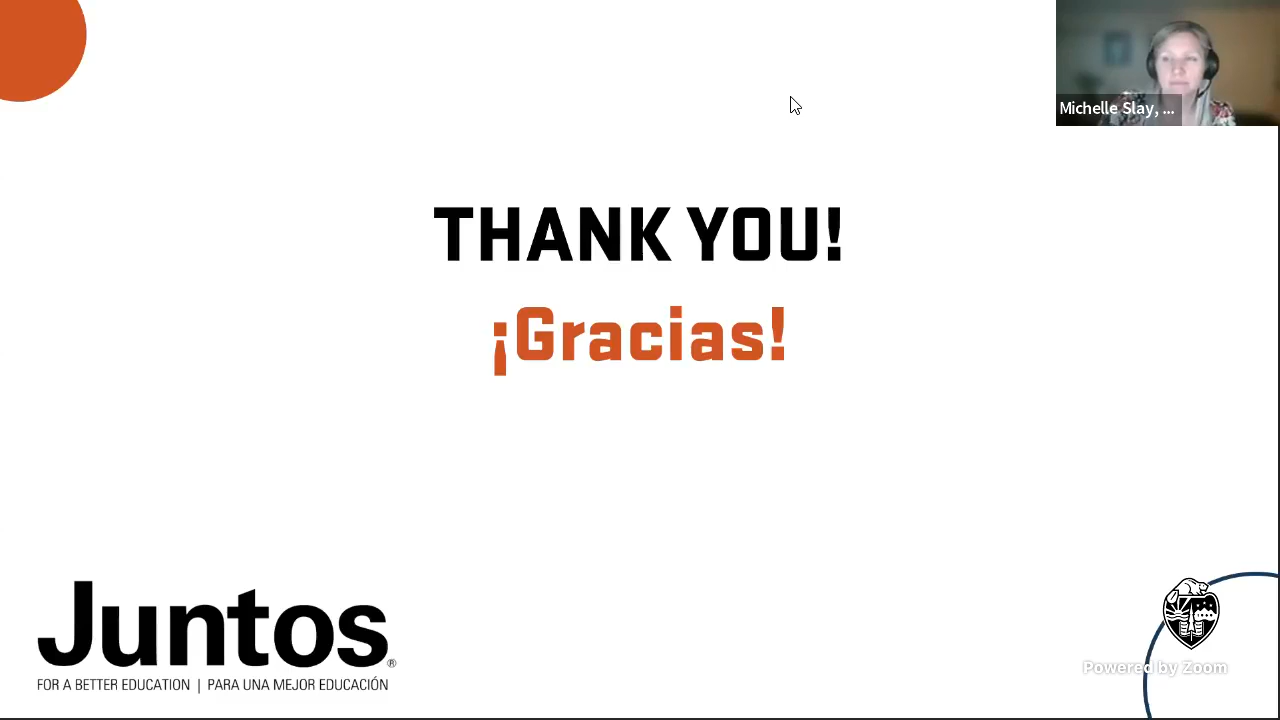 Michelle Slay, ...
THANK YOU!
¡Gracias!
Juntos®
FOR A BETTER EDUCATION | PARA UNA MEJOR EDUCACIÓN
Powered by Zoom